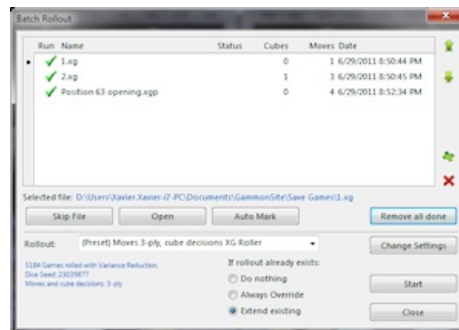 Batch Rollout
Run Name Status Cubes Moves Date
1.xg 0 1 6/29/2011 8:50:44 PM
2.xg 1 3 6/29/2011 8:50:45 PM
Position 63 opening.xgp 0 4 6/29/2011 8:52:34 PM
Selected file: D:\Users\Xavier.Xavier-i7-PC\Documents\GammonSite\Save Games\1.xg
Skip File Open Auto Mark Remove all done
Rollout: (Preset) Moves 3-ply, cube decisions XG Roller Change Settings
5184 Games rolled with Variance Reduction.
Dice Seed: 23039877
Moves and cube decisions: 3-ply
If rollout already exists:
Do nothing
Always Override
Extend existing
Start
Close